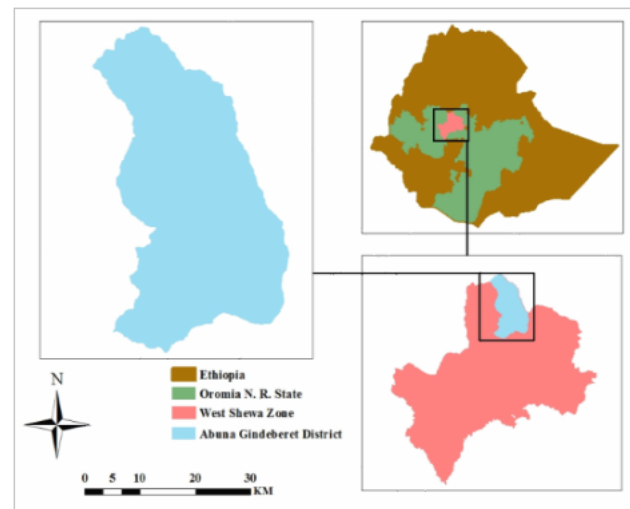 Ethiopia
Oromia N. R. State
West Shewa Zone
Abuna Gindeberet District
N
0 5 10 20 30
KM